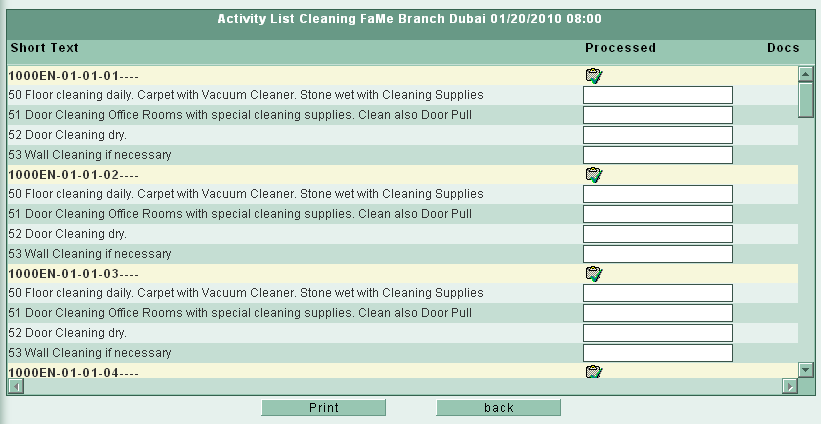 Activity List Cleaning FaMe Branch Dubai 01/20/2010 08:00
Short Text Processed Docs
1000EN-01-01-01----
50 Floor cleaning daily. Carpet with Vacuum Cleaner. Stone wet with Cleaning Supplies
51 Door Cleaning Office Rooms with special cleaning supplies. Clean also Door Pull
52 Door Cleaning dry.
53 Wall Cleaning if necessary
1000EN-01-01-02----
50 Floor cleaning daily. Carpet with Vacuum Cleaner. Stone wet with Cleaning Supplies
51 Door Cleaning Office Rooms with special cleaning supplies. Clean also Door Pull
52 Door Cleaning dry.
53 Wall Cleaning if necessary
1000EN-01-01-03----
50 Floor cleaning daily. Carpet with Vacuum Cleaner. Stone wet with Cleaning Supplies
51 Door Cleaning Office Rooms with special cleaning supplies. Clean also Door Pull
52 Door Cleaning dry.
53 Wall Cleaning if necessary
1000EN-01-01-04----
Print back